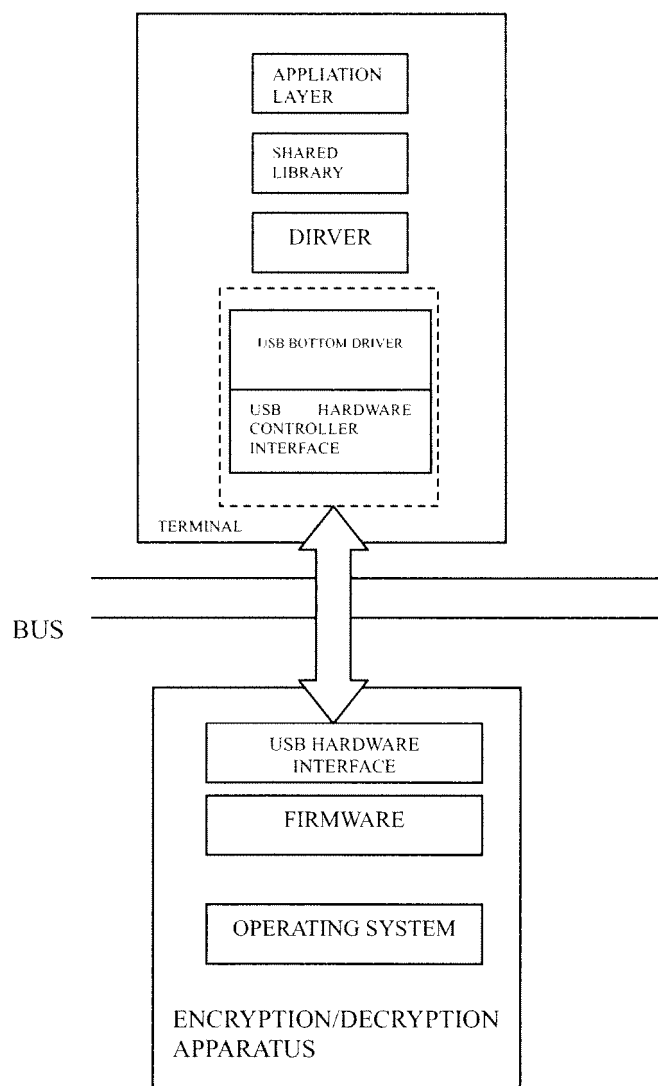 APPLIATION
LAYER
SHARED
LIBRARY
DIRVER
USB BOTTOM DRIVER
USB HARDWARE
CONTROLLER
INTERFACE
TERMINAL
BUS
USB HARDWARE
INTERFACE
FIRMWARE
OPERATING SYSTEM
ENCRYPTION/DECRYPTION
APPARATUS